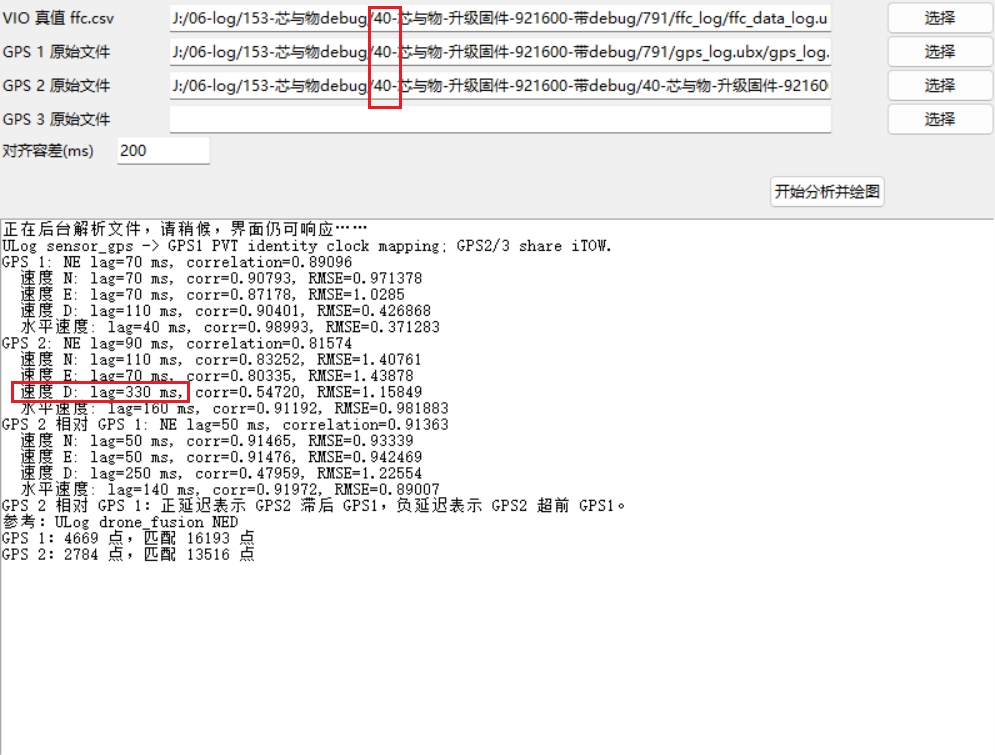 VIO 真值 ffc.csv J:/06-log/153-芯与物debug/40-芯与物-升级固件-921600-带debug/791/ffc_log/ffc_data_log.u 选择
GPS 1 原始文件 J:/06-log/153-芯与物debug/40-芯与物-升级固件-921600-带debug/791/gps_log.ubx/gps_log. 选择
GPS 2 原始文件 J:/06-log/153-芯与物debug/40-芯与物-升级固件-921600-带debug/40-芯与物-升级固件-92160 选择
GPS 3 原始文件 选择
对齐容差(ms) 200
开始分析并绘图
正在后台解析文件，请稍候，界面仍可响应……
ULog sensor_gps -> GPS1 PVT identity clock mapping; GPS2/3 share iTOW.
GPS 1: NE lag=70 ms, correlation=0.89096
速度 N: lag=70 ms, corr=0.90793, RMSE=0.971378
速度 E: lag=70 ms, corr=0.87178, RMSE=1.0285
速度 D: lag=110 ms, corr=0.90401, RMSE=0.426868
水平速度: lag=40 ms, corr=0.98993, RMSE=0.371283
GPS 2: NE lag=90 ms, correlation=0.81574
速度 N: lag=110 ms, corr=0.83252, RMSE=1.40761
速度 E: lag=70 ms, corr=0.80335, RMSE=1.43878
速度 D: lag=330 ms, corr=0.54720, RMSE=1.15849
水平速度: lag=160 ms, corr=0.91192, RMSE=0.981883
GPS 2 相对 GPS 1: NE lag=50 ms, correlation=0.91363
速度 N: lag=50 ms, corr=0.91465, RMSE=0.93339
速度 E: lag=50 ms, corr=0.91476, RMSE=0.942469
速度 D: lag=250 ms, corr=0.47959, RMSE=1.22554
水平速度: lag=140 ms, corr=0.91972, RMSE=0.89007
GPS 2 相对 GPS 1: 正延迟表示 GPS2 滞后 GPS1，负延迟表示 GPS2 超前 GPS1。
参考: ULog drone_fusion NED
GPS 1: 4669 点，匹配 16193 点
GPS 2: 2784 点，匹配 13516 点